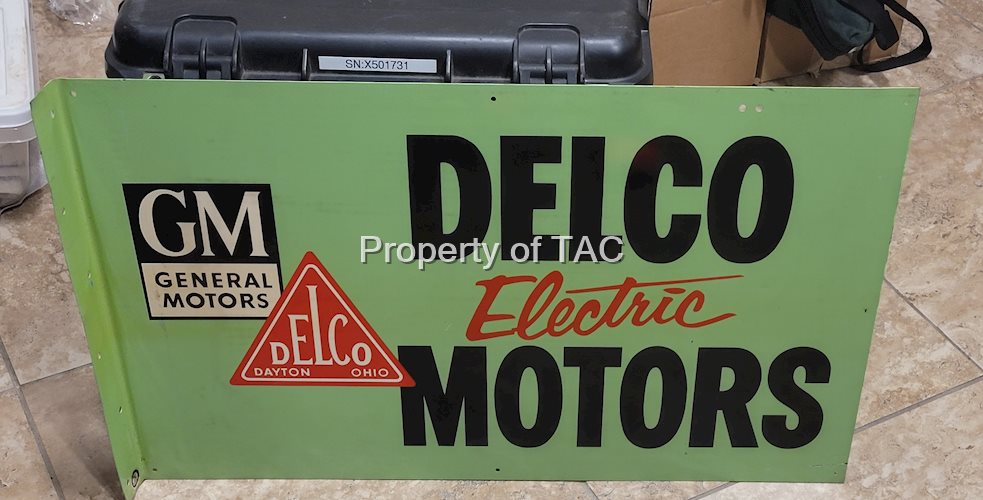 SN:X501731
DELCO
Property of TAC
Electric
MOTORS
GM
GENERAL
MOTORS
DELCO
DAYTON OHIO